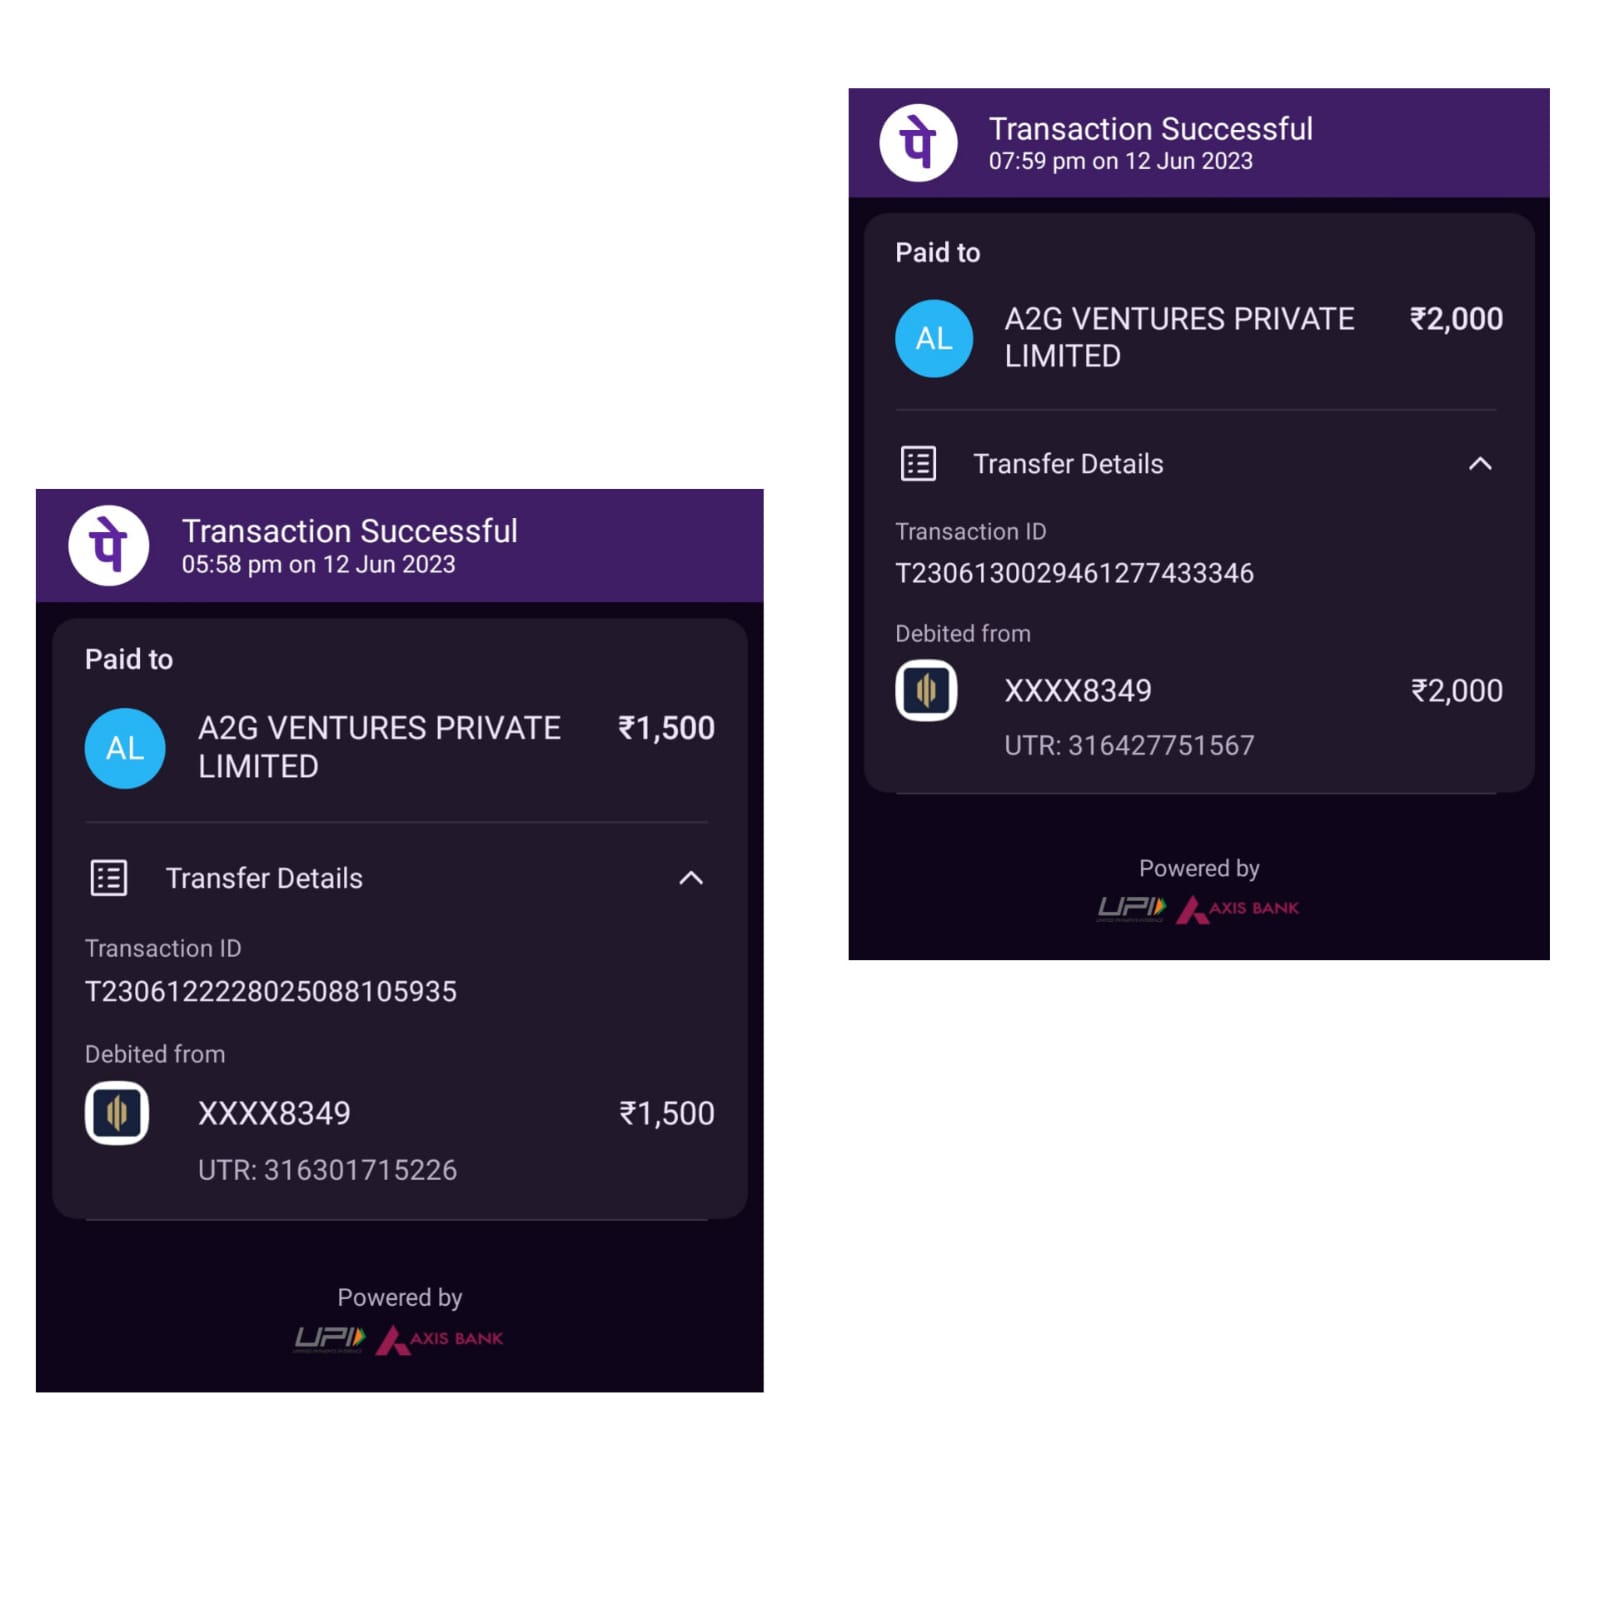 पे
Transaction Successful
05:58 pm on 12 Jun 2023
Paid to
AL
A2G VENTURES PRIVATE ₹1,500
LIMITED
Transfer Details
Transaction ID
T2306122228025088105935
Debited from
XXXX8349 ₹1,500
UTR: 316301715226
Powered by
UPI AXIS BANK
पे
Transaction Successful
07:59 pm on 12 Jun 2023
Paid to
AL
A2G VENTURES PRIVATE ₹2,000
LIMITED
Transfer Details
Transaction ID
T2306130029461277433346
Debited from
XXXX8349 ₹2,000
UTR: 316427751567
Powered by
UPI AXIS BANK